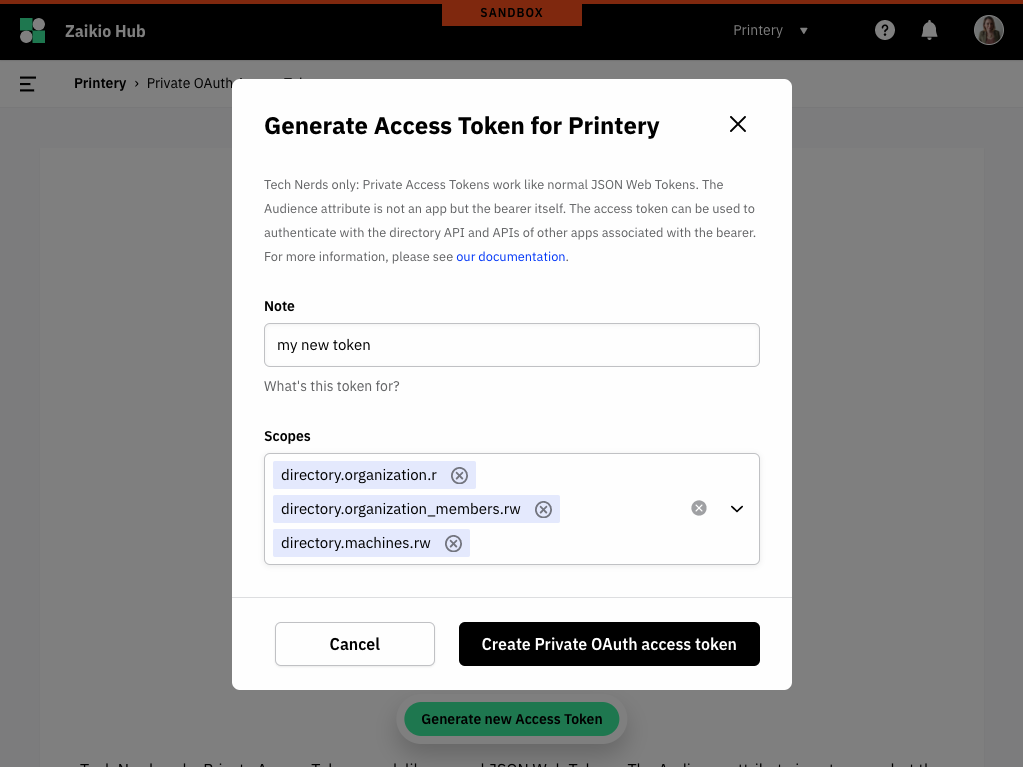 SANDBOX
Zaikio Hub
Printery ▼
?
Printery › Private OAuth
Generate Access Token for Printery
Tech Nerds only: Private Access Tokens work like normal JSON Web Tokens. The
Audience attribute is not an app but the bearer itself. The access token can be used to
authenticate with the directory API and APIs of other apps associated with the bearer.
For more information, please see our documentation.
Note
my new token
What's this token for?
Scopes
directory.organization.r
directory.organization_members.rw
directory.machines.rw
Cancel
Create Private OAuth access token
Generate new Access Token